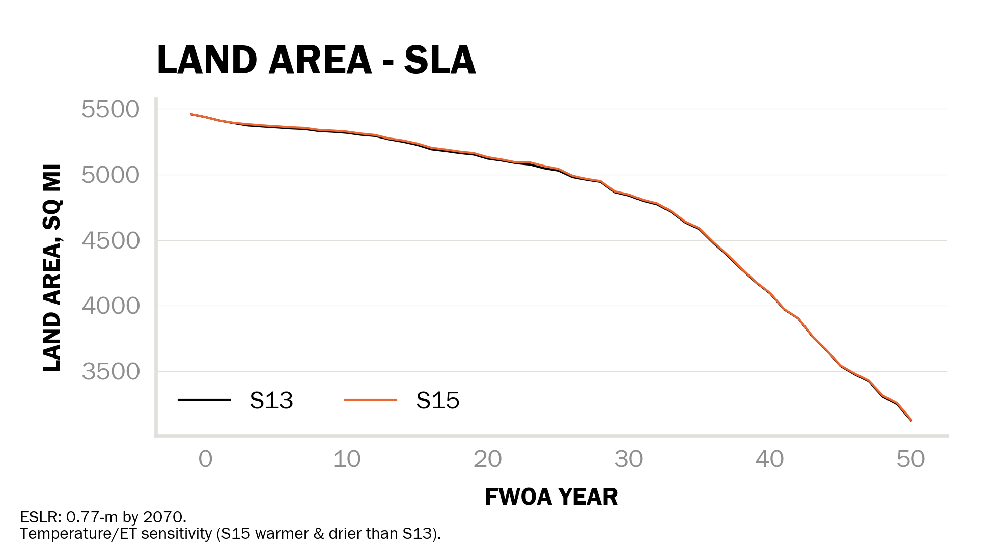 LAND AREA - SLA
LAND AREA, SQ MI
5500
5000
4500
4000
3500
S13
S15
0
10
20
30
40
50
FWOA YEAR
ESLR: 0.77-m by 2070.
Temperature/ET sensitivity (S15 warmer & drier than S13).